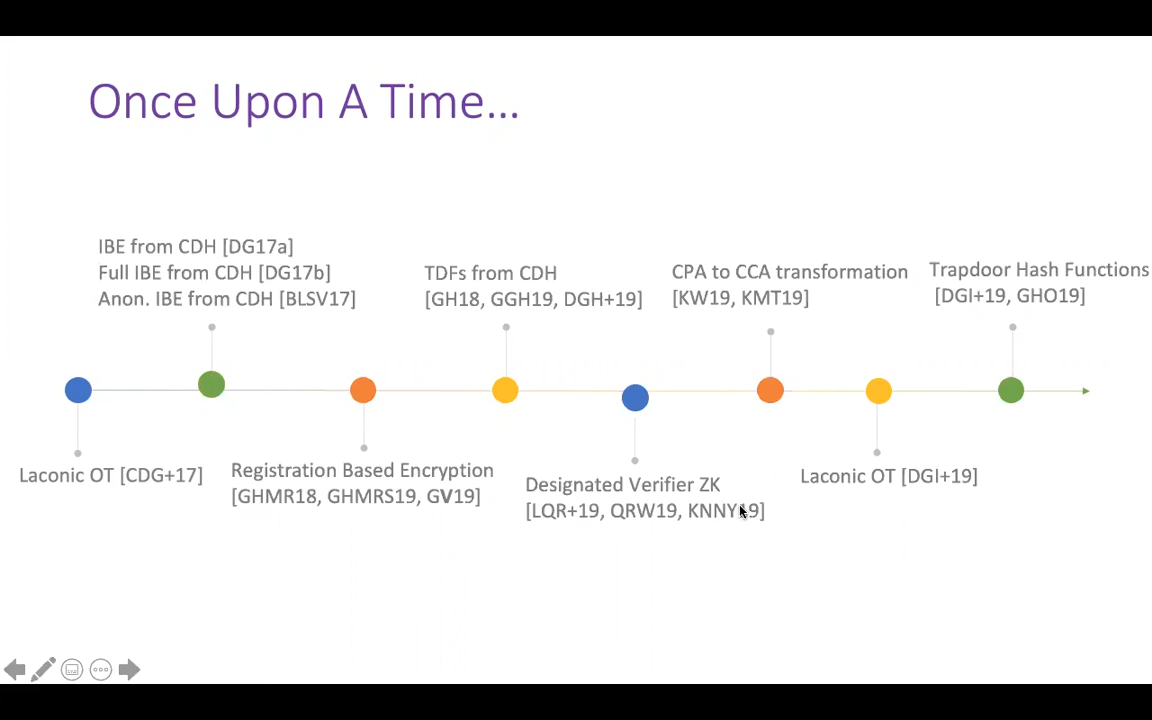 Once Upon A Time...
IBE from CDH [DG17a]
Full IBE from CDH [DG17b]
Anon. IBE from CDH [BLSV17]
TDFs from CDH
[GH18, GGH19, DGH+19]
CPA to CCA transformation
[KW19, KMT19]
Trapdoor Hash Functions
[DGI+19, GHO19]
Laconic OT [CDG+17]
Registration Based Encryption
[GHMR18, GHMRS19, GV19]
Designated Verifier ZK
[LQR+19, QRW19, KNNY19]
Laconic OT [DGI+19]